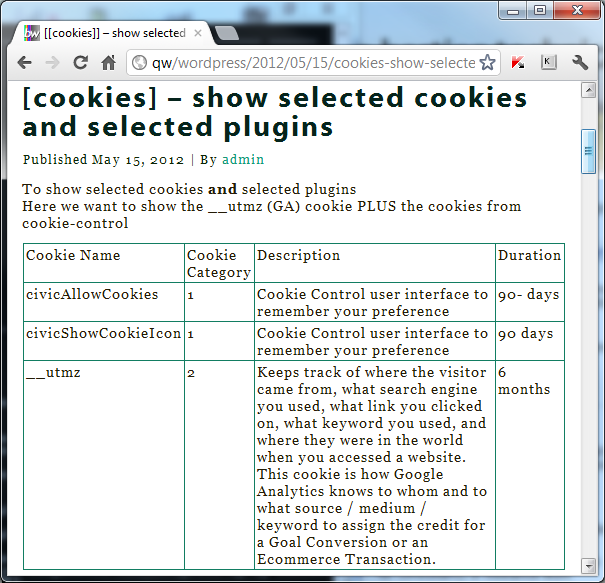 bw [[cookies]] – show selected
qw/wordpress/2012/05/15/cookies-show-selecte
K
[cookies] – show selected cookies
and selected plugins
Published May 15, 2012 | By admin
To show selected cookies and selected plugins
Here we want to show the __utmz (GA) cookie PLUS the cookies from
cookie-control
Cookie Name
Cookie
Category
Description
Duration
civicAllowCookies
1
Cookie Control user interface to
remember your preference
90- days
civicShowCookieIcon
1
Cookie Control user interface to
remember your preference
90 days
__utmz
2
Keeps track of where the visitor
came from, what search engine
you used, what link you clicked
on, what keyword you used, and
where they were in the world
when you accessed a website.
This cookie is how Google
Analytics knows to whom and to
what source / medium /
keyword to assign the credit for
a Goal Conversion or an
Ecommerce Transaction.
6
months